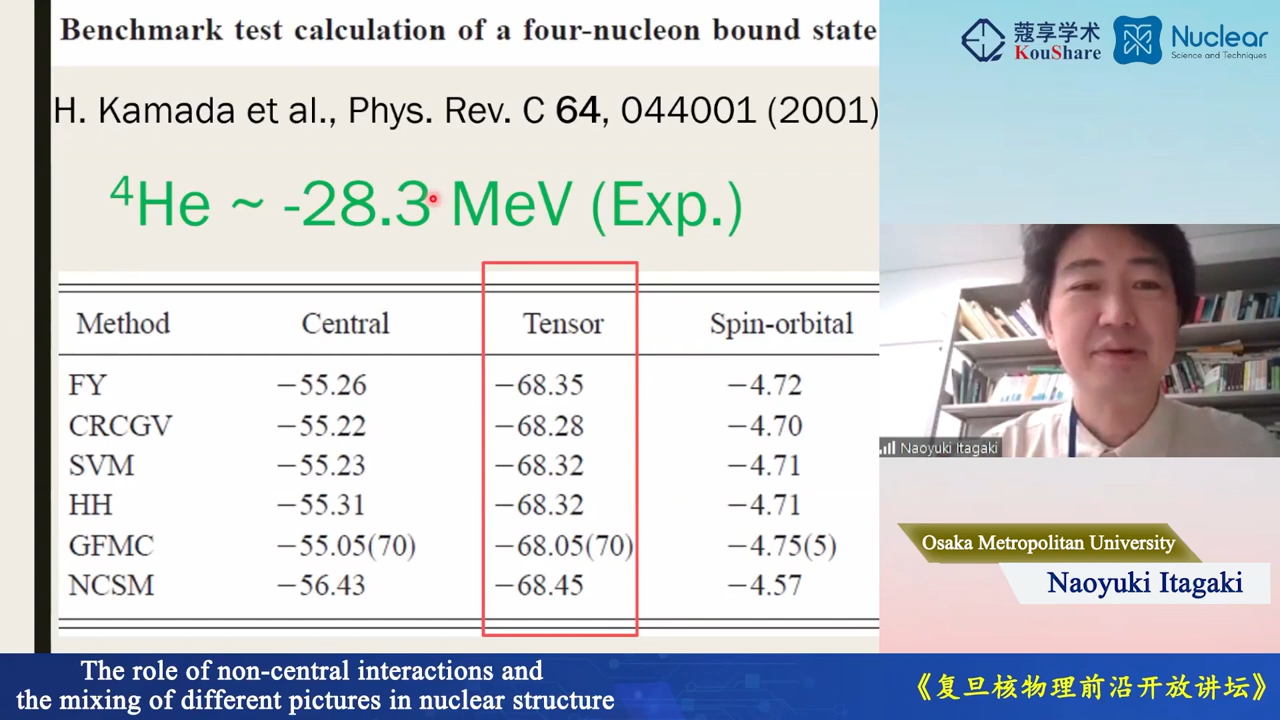 Benchmark test calculation of a four-nucleon bound state
H. Kamada et al., Phys. Rev. C 64, 044001 (2001)
⁴He ~ -28.3 MeV (Exp.)
Method Central Tensor Spin-orbital
FY −55.26 −68.35 −4.72
CRCGV −55.22 −68.28 −4.70
SVM −55.23 −68.32 −4.71
HH −55.31 −68.32 −4.71
GFMC −55.05(70) −68.05(70) −4.75(5)
NCSM −56.43 −68.45 −4.57
蔻享学术
KouShare
Nuclear
Science and Techniques
Naoyuki Itagaki
Osaka Metropolitan University
Naoyuki Itagaki
The role of non-central interactions and
the mixing of different pictures in nuclear structure
《复旦核物理前沿开放讲坛》